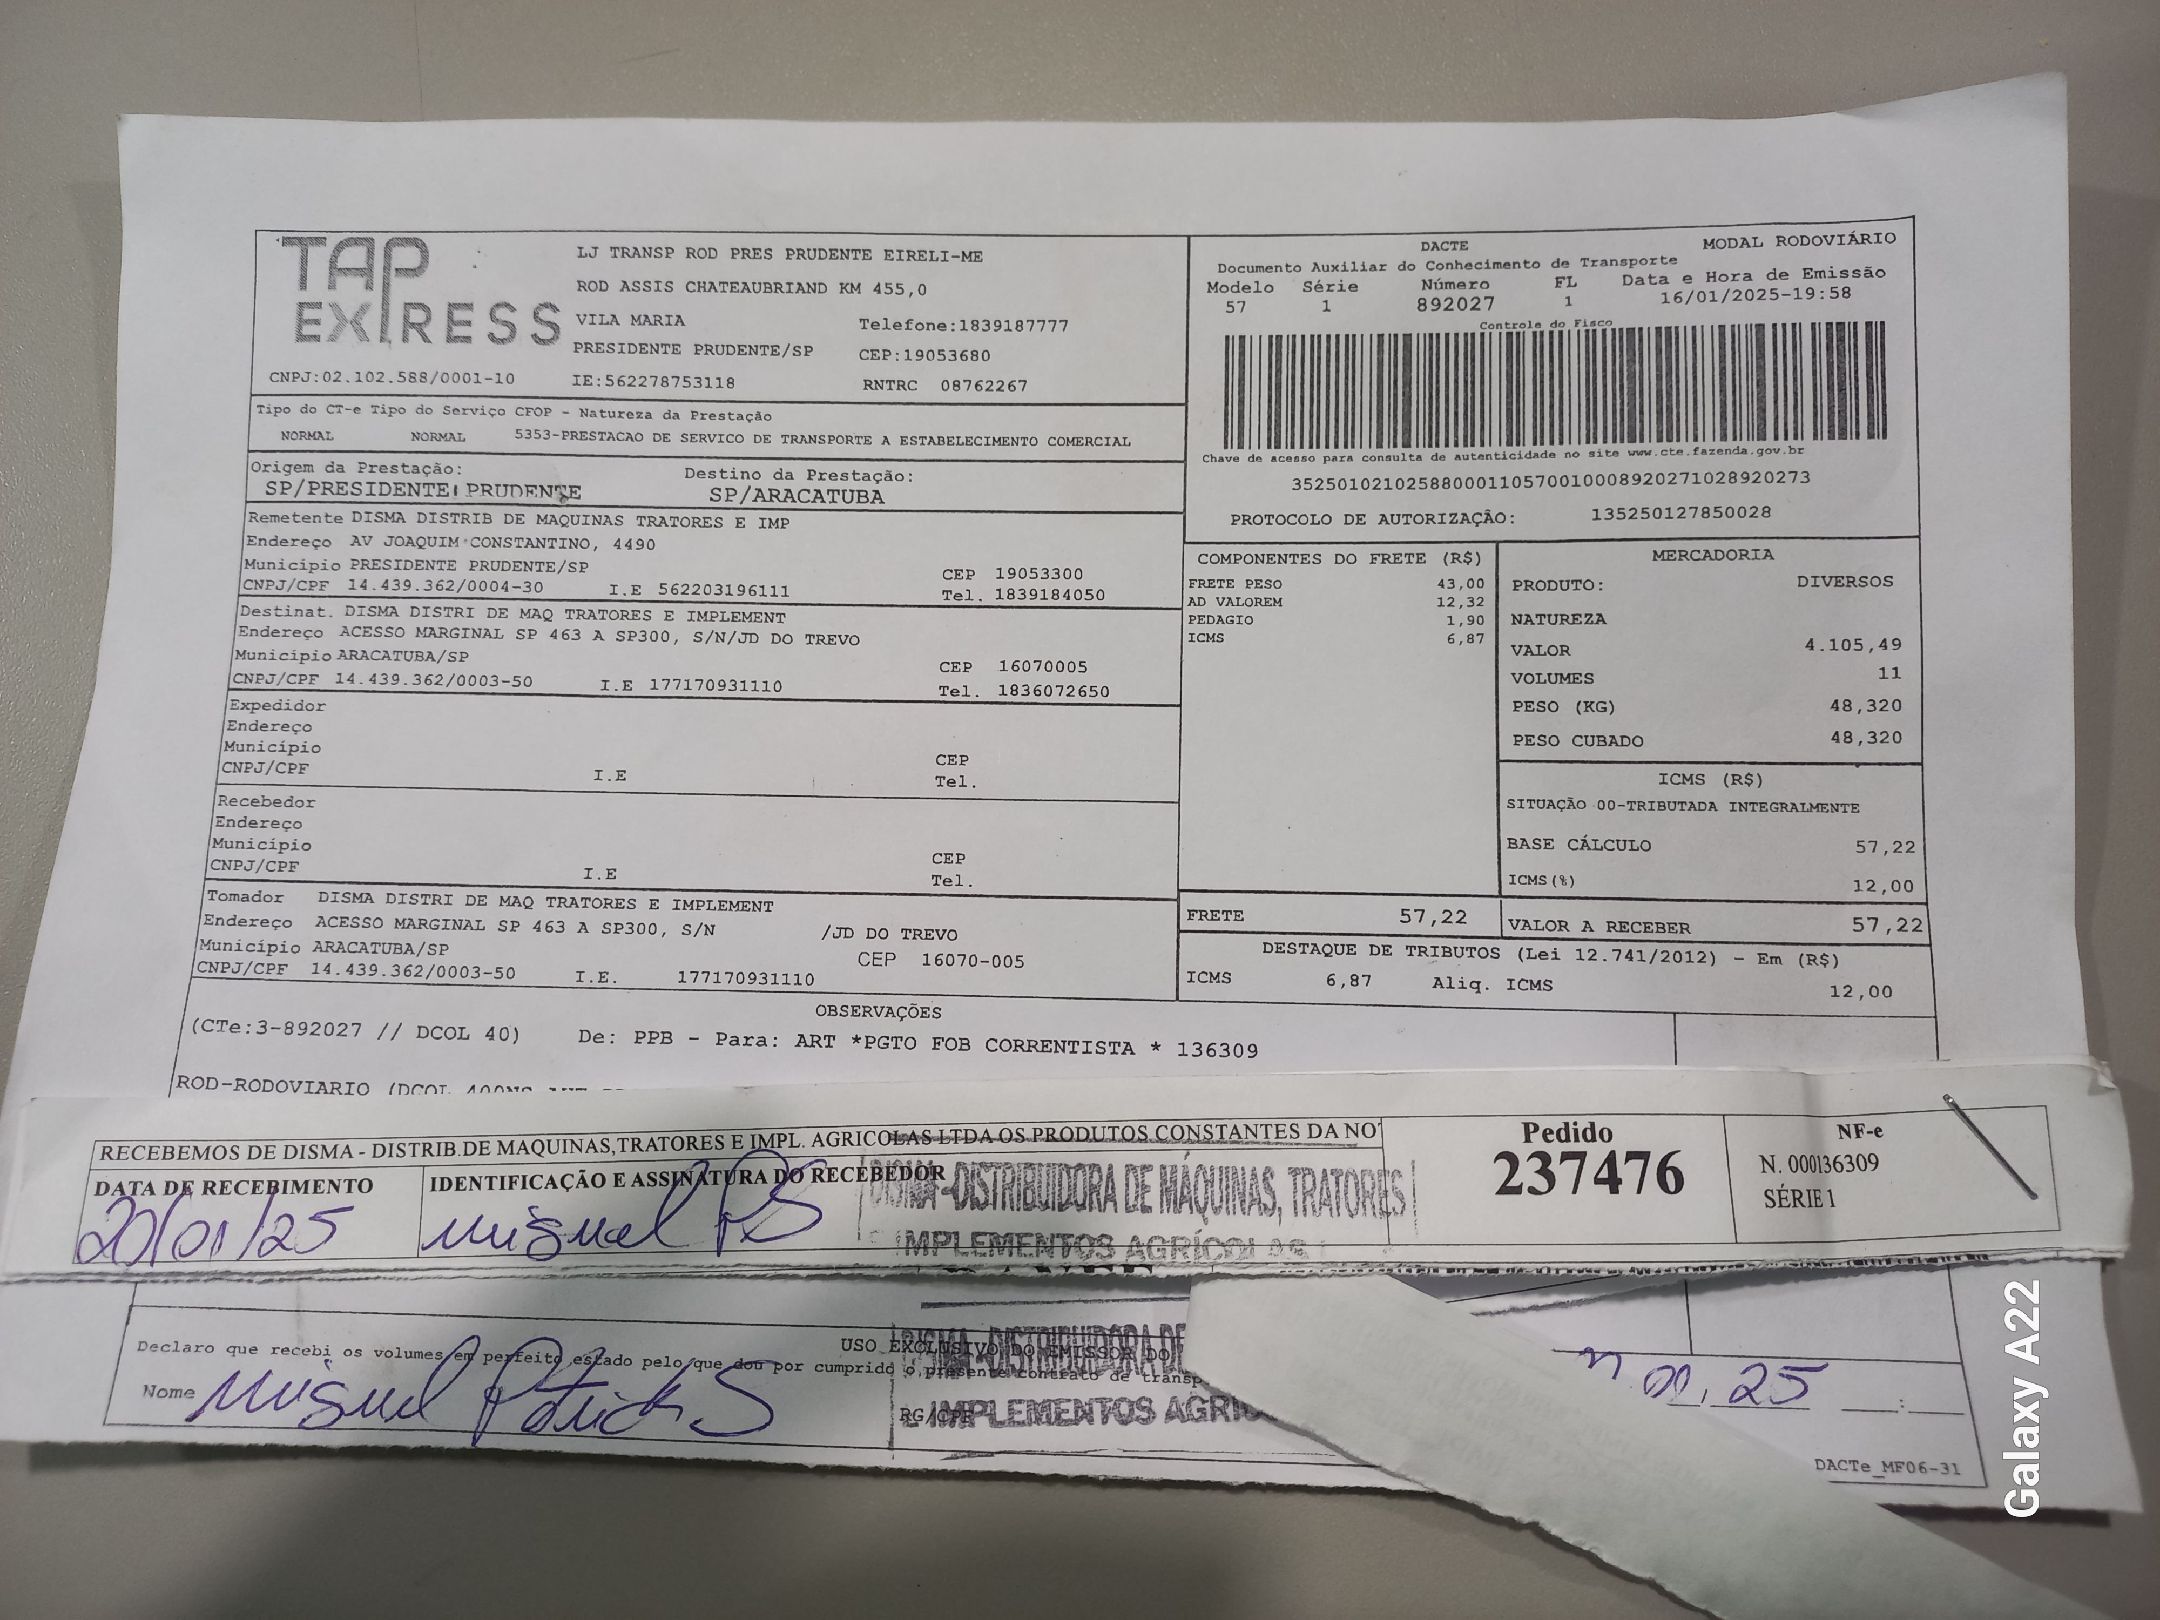 TAP EXPRESS
LJ TRANSP ROD PRES PRUDENTE EIRELI-ME
ROD ASSIS CHATEAUBRIAND KM 455,0
VILA MARIA Telefone:1839187777
PRESIDENTE PRUDENTE/SP CEP:19053680
CNPJ:02.102.588/0001-10 IE:562278753118 RNTRC 08762267
DACTE MODAL RODOVIÁRIO
Documento Auxiliar do Conhecimento de Transporte
Modelo Série Número FL Data e Hora de Emissão
57 1 892027 1 16/01/2025-19:58
Controle do Fisco
Chave de acesso para consulta de autenticidade no site www.cte.fazenda.gov.br
35250102102588000110570010008920271028920273
PROTOCOLO DE AUTORIZAÇÃO: 135250127850028
Tipo do CT-e Tipo do Serviço CFOP - Natureza da Prestação
NORMAL NORMAL 5353-PRESTACAO DE SERVICO DE TRANSPORTE A ESTABELECIMENTO COMERCIAL
Origem da Prestação: Destino da Prestação:
SP/PRESIDENTE PRUDENTE SP/ARACATUBA
Remetente DISMA DISTRIB DE MAQUINAS TRATORES E IMP
Endereço AV JOAQUIM CONSTANTINO, 4490
Município PRESIDENTE PRUDENTE/SP CEP 19053300
CNPJ/CPF 14.439.362/0004-30 I.E 562203196111 Tel. 1839184050
Destinat. DISMA DISTRI DE MAQ TRATORES E IMPLEMENT
Endereço ACESSO MARGINAL SP 463 A SP300, S/N/JD DO TREVO
Município ARACATUBA/SP CEP 16070005
CNPJ/CPF 14.439.362/0003-50 I.E 177170931110 Tel. 1836072650
Expedidor
Endereço
Município CEP
CNPJ/CPF I.E Tel.
Recebedor
Endereço
Município CEP
CNPJ/CPF I.E Tel.
Tomador DISMA DISTRI DE MAQ TRATORES E IMPLEMENT
Endereço ACESSO MARGINAL SP 463 A SP300, S/N /JD DO TREVO
Município ARACATUBA/SP CEP 16070-005
CNPJ/CPF 14.439.362/0003-50 I.E. 177170931110
COMPONENTES DO FRETE (R$)
FRETE PESO 43,00
AD VALOREM 12,32
PEDAGIO 1,90
ICMS 6,87
MERCADORIA
PRODUTO: DIVERSOS
NATUREZA
VALOR 4.105,49
VOLUMES 11
PESO (KG) 48,320
PESO CUBADO 48,320
ICMS (R$)
SITUAÇÃO 00-TRIBUTADA INTEGRALMENTE
BASE CÁLCULO 57,22
ICMS(%) 12,00
FRETE 57,22 VALOR A RECEBER 57,22
DESTAQUE DE TRIBUTOS (Lei 12.741/2012) - Em (R$)
ICMS 6,87 Aliq. ICMS 12,00
OBSERVAÇÕES
(CTe:3-892027 // DCOL 40) De: PPB - Para: ART *PGTO FOB CORRENTISTA * 136309
ROD-RODOVIARIO (DCOL
RECEBEMOS DE DISMA - DISTRIB.DE MAQUINAS,TRATORES E IMPL. AGRICOLAS LTDA OS PRODUTOS CONSTANTES DA NO
DATA DE RECEBIMENTO IDENTIFICAÇÃO E ASSINATURA DO RECEBEDOR
20/01/25 Miguel PS
DISMA-DISTRIBUIDORA DE MÁQUINAS, TRATORES
IMPLEMENTOS AGRÍCOLAS
Pedido
237476
NF-e
N. 000136309
SÉRIE 1
USO EXCLUSIVO DO EMISSOR DO
Declaro que recebi os volumes em perfeito estado pelo que dou por cumprido o presente contrato de transp
Nome Miguel Patrick S
RG/CPF
DISMA-DISTRIBUIDORA DE
E IMPLEMENTOS AGRI
25
DACTe_MF06-31
Galaxy A22